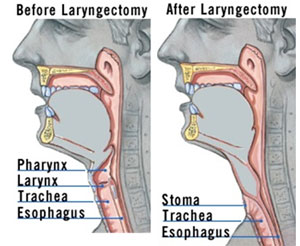 Before Laryngectomy
After Laryngectomy
Pharynx
Larynx
Trachea
Esophagus
Stoma
Trachea
Esophagus